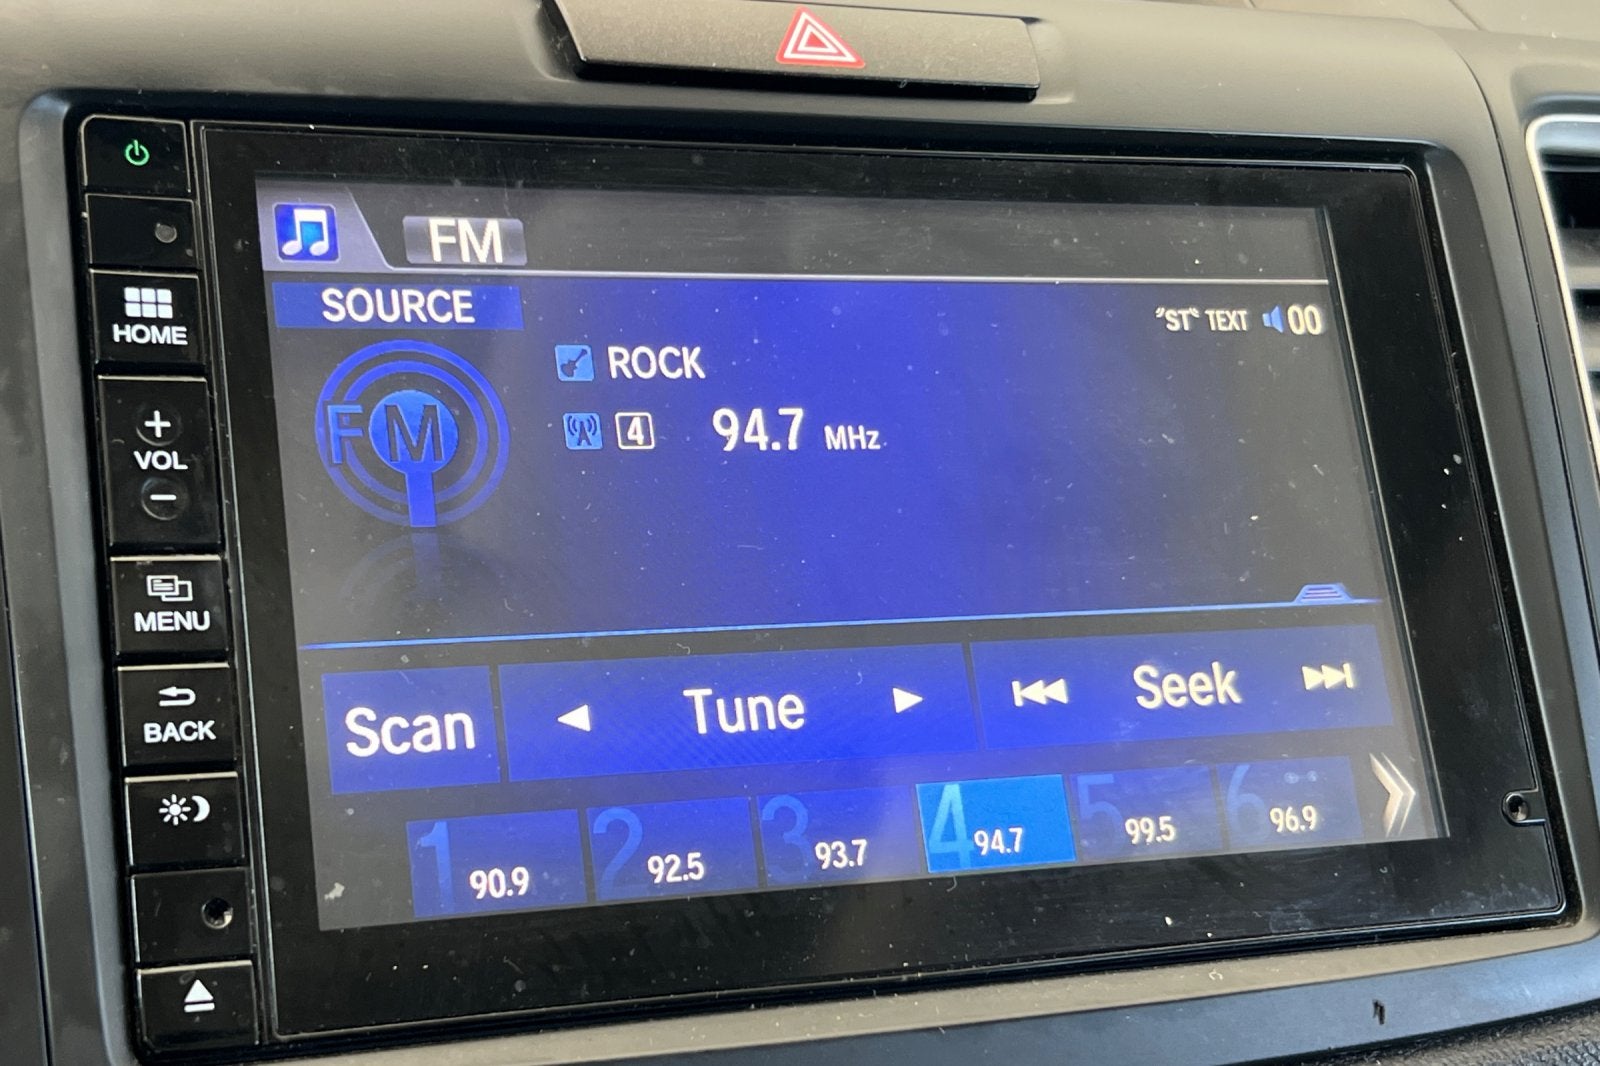 FM
SOURCE
"ST" TEXT 00
ROCK
FM
4 94.7 MHz
HOME
+
VOL
−
MENU
BACK
Scan Tune Seek
1 90.9 2 92.5 3 93.7 4 94.7 5 99.5 6 96.9